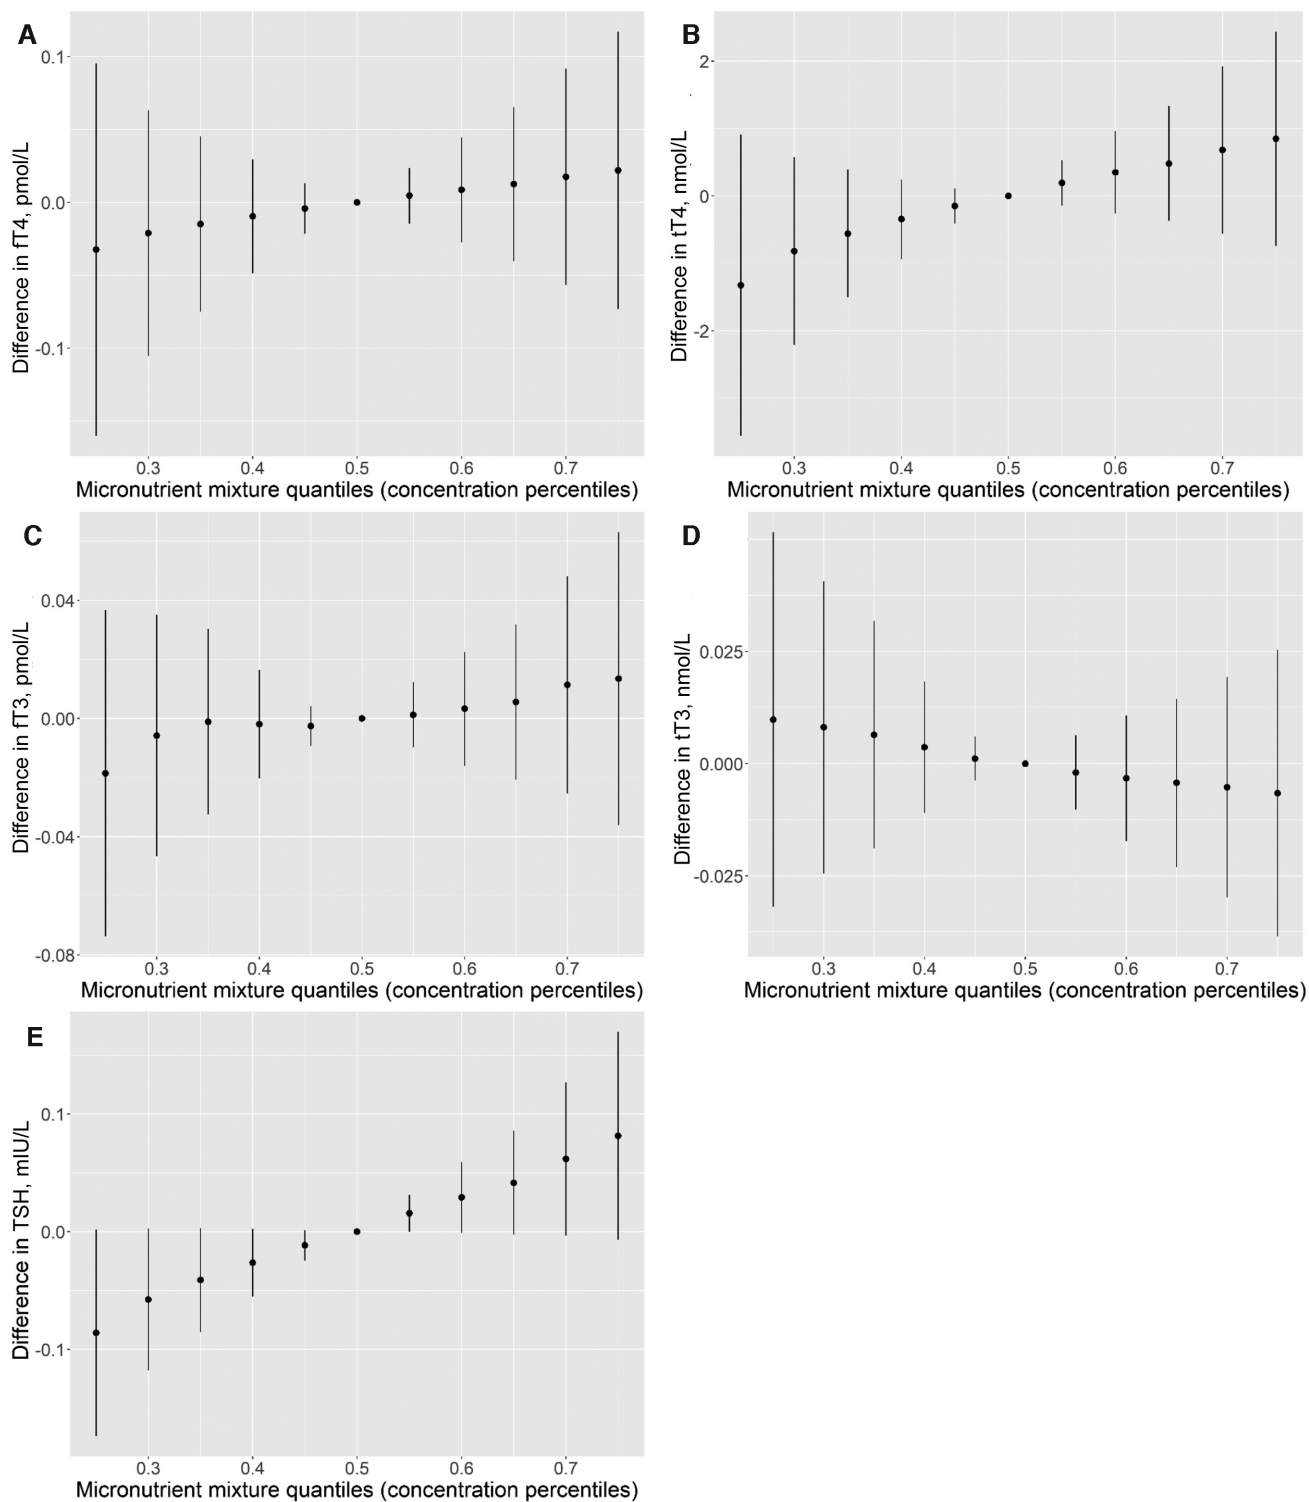 A
0.1
0.0
-0.1
Difference in fT4, pmol/L
0.3 0.4 0.5 0.6 0.7
Micronutrient mixture quantiles (concentration percentiles)
B
2
0
-2
Difference in tT4, nmol/L
0.3 0.4 0.5 0.6 0.7
Micronutrient mixture quantiles (concentration percentiles)
C
0.04
0.00
-0.04
-0.08
Difference in fT3, pmol/L
0.3 0.4 0.5 0.6 0.7
Micronutrient mixture quantiles (concentration percentiles)
D
0.025
0.000
-0.025
Difference in tT3, nmol/L
0.3 0.4 0.5 0.6 0.7
Micronutrient mixture quantiles (concentration percentiles)
E
0.1
0.0
-0.1
Difference in TSH, mIU/L
0.3 0.4 0.5 0.6 0.7
Micronutrient mixture quantiles (concentration percentiles)